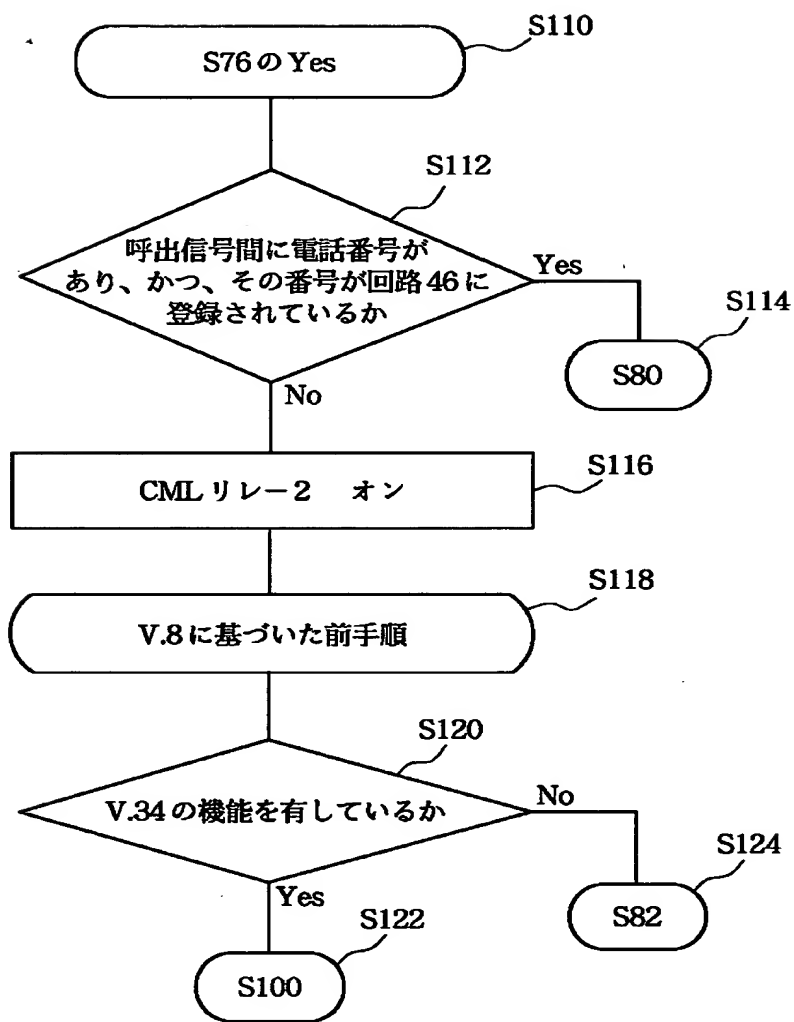 S110
S76のYes
S112
呼出信号間に電話番号が
あり、かつ、その番号が回路46に
登録されているか
Yes
S114
S80
No
S116
CMLリレー2 オン
S118
V.8に基づいた前手順
S120
V.34の機能を有しているか
No
S124
S82
Yes
S122
S100